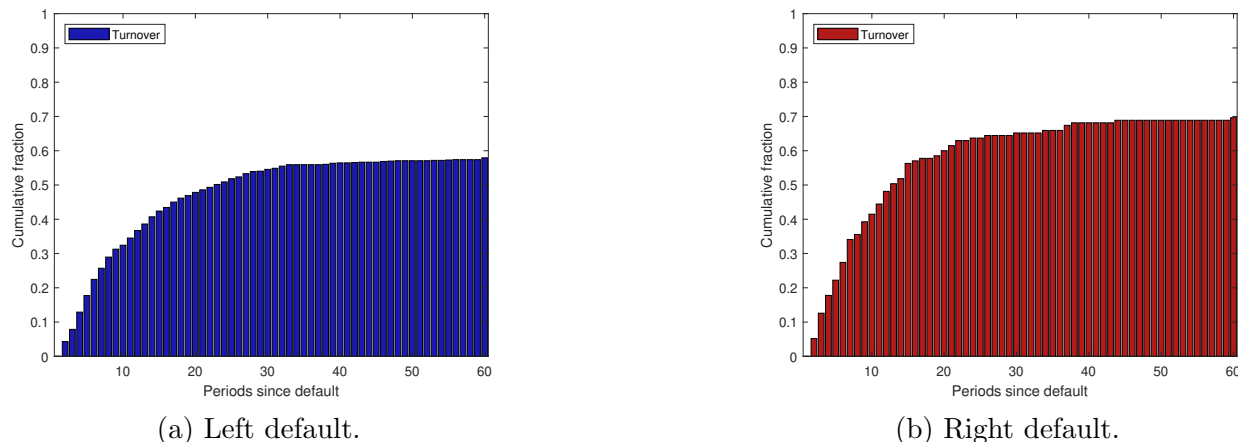 1
0.9
0.8
0.7
0.6
0.5
0.4
0.3
0.2
0.1
0
Cumulative fraction
Turnover
10 20 30 40 50 60
Periods since default
(a) Left default.
1
0.9
0.8
0.7
0.6
0.5
0.4
0.3
0.2
0.1
0
Cumulative fraction
Turnover
10 20 30 40 50 60
Periods since default
(b) Right default.